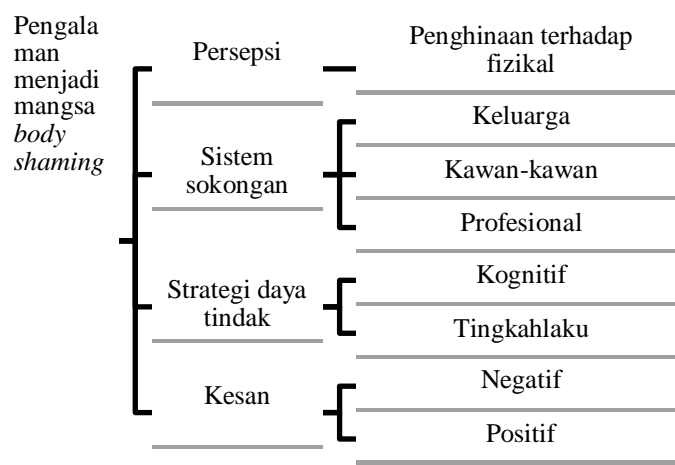 Pengala
man
menjadi
mangsa
body
shaming
Persepsi
Penghinaan terhadap
fizikal
Sistem
sokongan
Keluarga
Kawan-kawan
Profesional
Strategi daya
tindak
Kognitif
Tingkahlaku
Kesan
Negatif
Positif